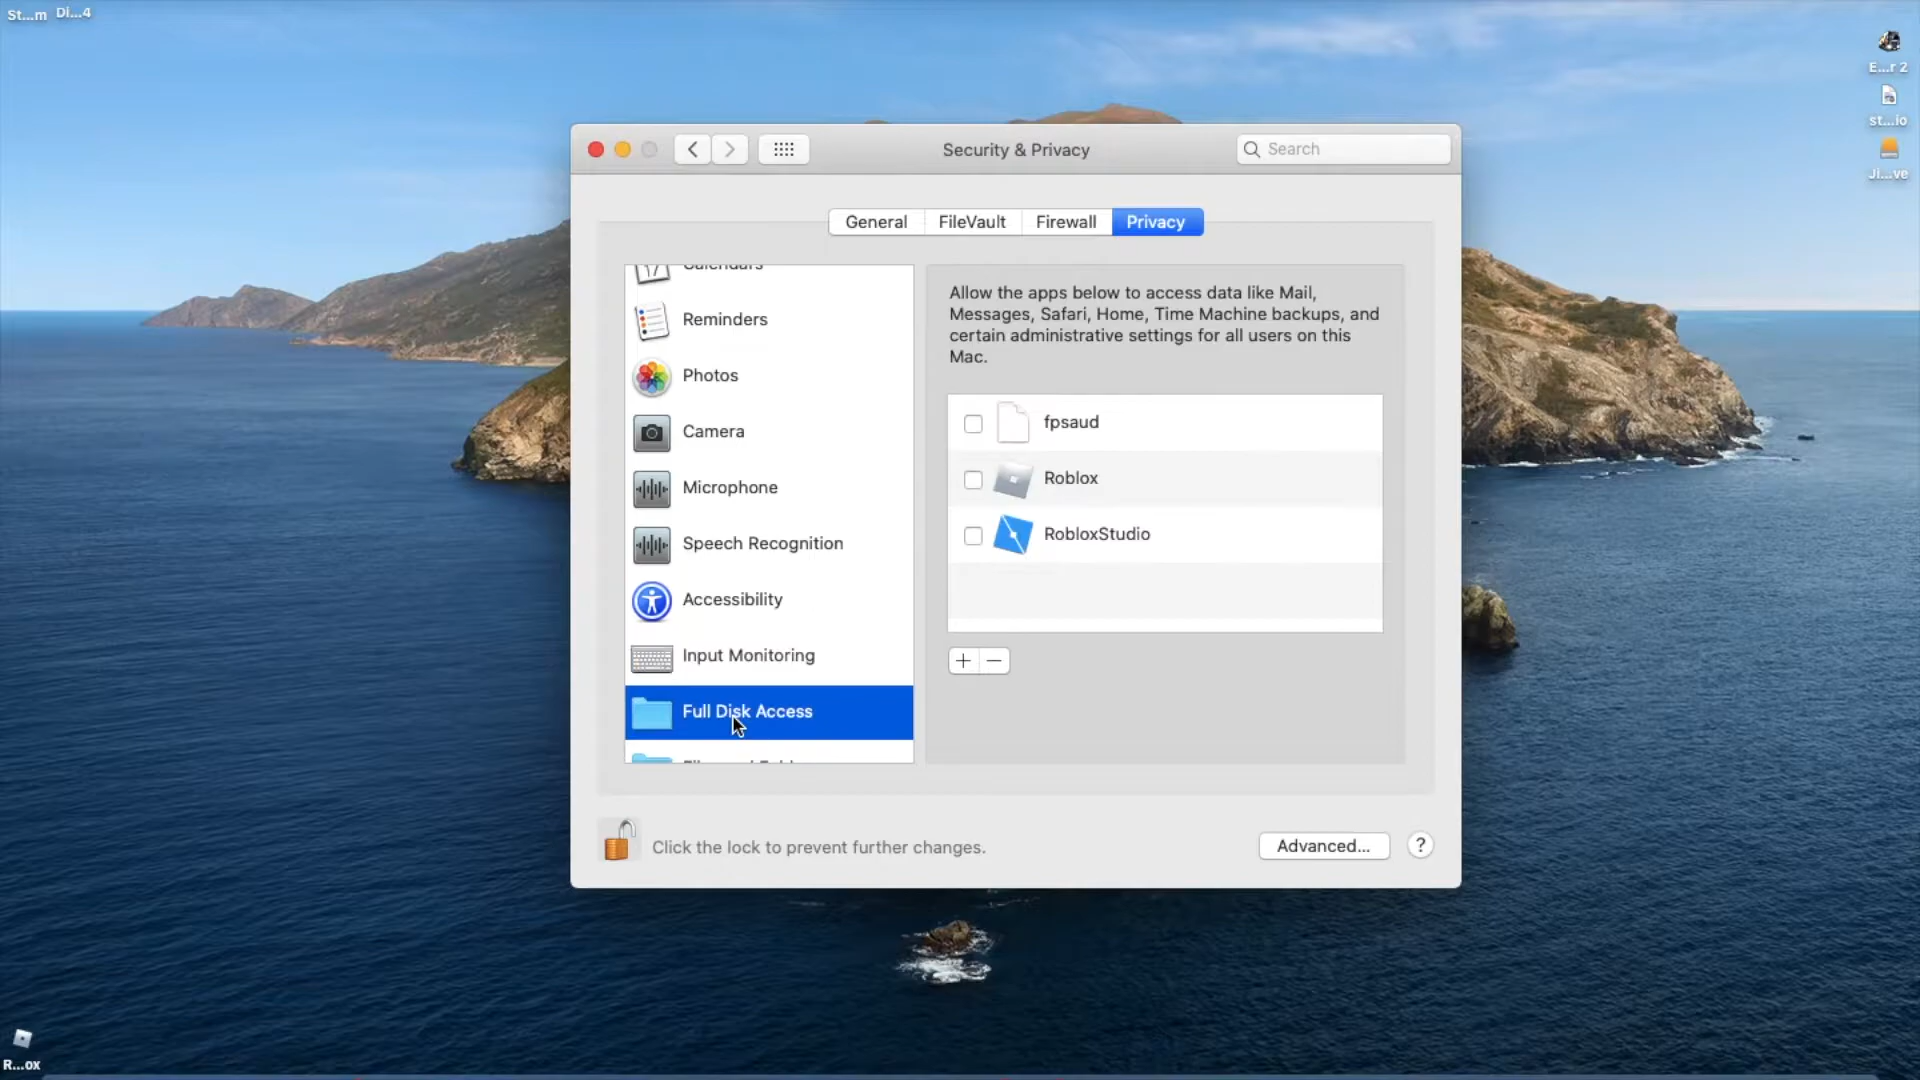 St...m Di...4
E...r 2
st...io
Ji...ve
Security & Privacy
Search
General FileVault Firewall Privacy
Calendars
Reminders
Photos
Camera
Microphone
Speech Recognition
Accessibility
Input Monitoring
Full Disk Access
Allow the apps below to access data like Mail,
Messages, Safari, Home, Time Machine backups, and
certain administrative settings for all users on this
Mac.
fpsaud
Roblox
RobloxStudio
Click the lock to prevent further changes.
Advanced...
?
R...ox